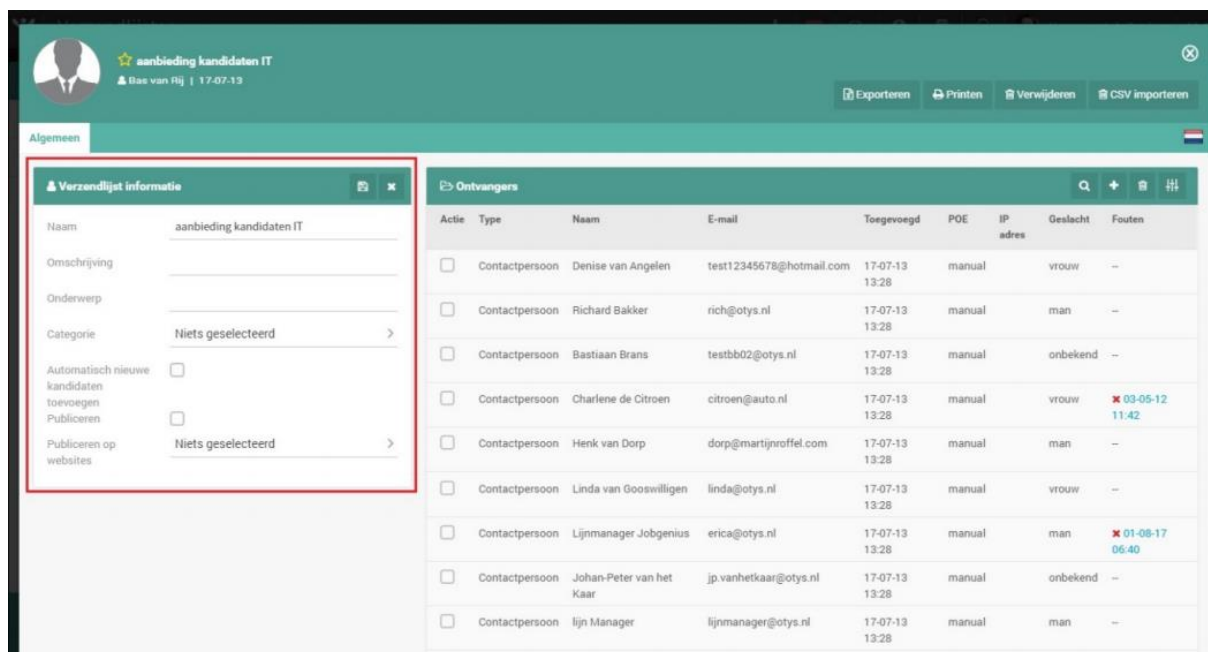 aanbieding kandidaten IT
Bas van Rij | 17-07-13
Exporteren Printen Verwijderen CSV importeren
Algemeen
Verzendlijst informatie
Naam aanbieding kandidaten IT
Omschrijving
Onderwerp
Categorie Niets geselecteerd
Automatisch nieuwe
kandidaten
toevoegen
Publiceren
Publiceren op Niets geselecteerd
websites
Ontvangers
Actie Type Naam E-mail Toegevoegd POE IP Geslacht Fouten
adres
Contactpersoon Denise van Angelen test12345678@hotmail.com 17-07-13 manual vrouw --
13:28
Contactpersoon Richard Bakker rich@otys.nl 17-07-13 manual man --
13:28
Contactpersoon Bastiaan Brans testbb02@otys.nl 17-07-13 manual onbekend --
13:28
Contactpersoon Charlene de Citroen citroen@auto.nl 17-07-13 manual vrouw 03-05-12
13:28 11:42
Contactpersoon Henk van Dorp dorp@martijnroffel.com 17-07-13 manual man --
13:28
Contactpersoon Linda van Gooswilligen linda@otys.nl 17-07-13 manual vrouw --
13:28
Contactpersoon Lijnmanager Jobgenius erica@otys.nl 17-07-13 manual man 01-08-17
13:28 06:40
Contactpersoon Johan-Peter van het jp.vanhetkaar@otys.nl 17-07-13 manual onbekend --
Kaar 13:28
Contactpersoon lijn Manager lijnmanager@otys.nl 17-07-13 manual man --
13:28